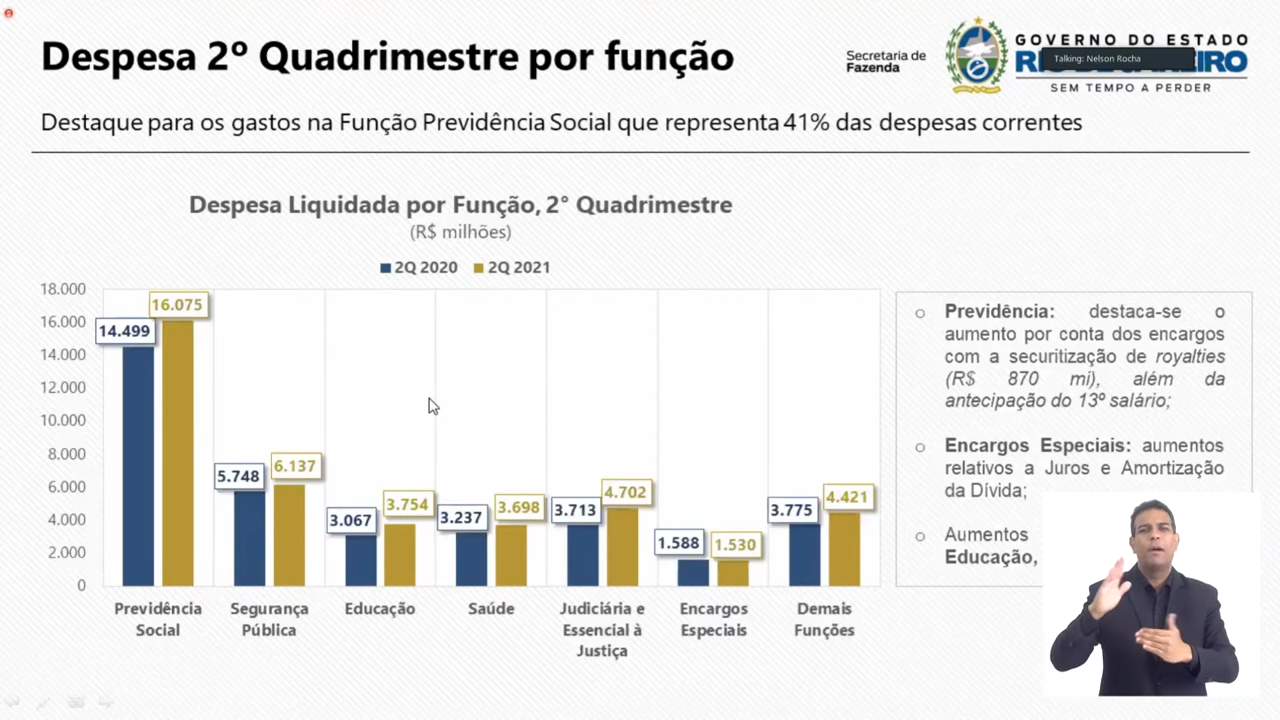 Despesa 2º Quadrimestre por função
Secretaria de
Fazenda
GOVERNO DO ESTADO
Talking: Nelson Rocha
SEM TEMPO A PERDER
Destaque para os gastos na Função Previdência Social que representa 41% das despesas correntes
Despesa Liquidada por Função, 2° Quadrimestre
(R$ milhões)
2Q 2020 2Q 2021
18.000
16.000
14.000
12.000
10.000
8.000
6.000
4.000
2.000
0
14.499 16.075
5.748 6.137
3.067 3.754
3.237 3.698
3.713 4.702
1.588 1.530
3.775 4.421
Previdência
Social
Segurança
Pública
Educação
Saúde
Judiciária e
Essencial à
Justiça
Encargos
Especiais
Demais
Funções
Previdência: destaca-se o
aumento por conta dos encargos
com a securitização de royalties
(R$ 870 mi), além da
antecipação do 13º salário;
Encargos Especiais: aumentos
relativos a Juros e Amortização
da Dívida;
Aumentos
Educação,